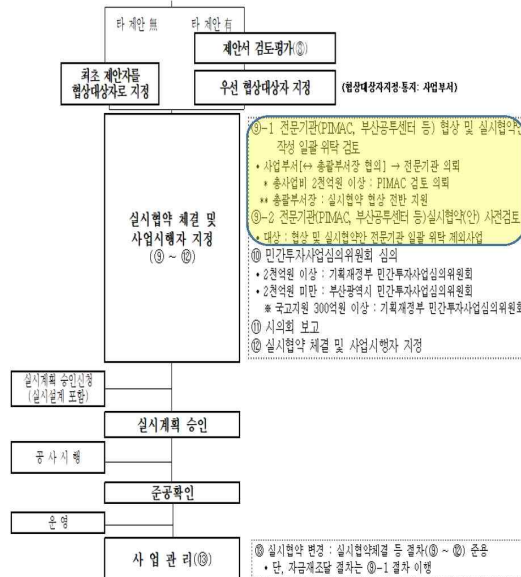 타 제안 無
타 제안 有
제안서 검토평가(⑧)
최초 제안자를
협상대상자로 지정
우선 협상대상자 지정
(협상대상자지정·통지: 사업부서)
⑨-1 전문기관(PIMAC, 부산공투센터 등) 협상 및 실시협약안
작성 일괄 위탁 검토
• 사업부서[↔ 총괄부서장 협의] → 전문기관 의뢰
* 총사업비 2천억원 이상 : PIMAC 검토 의뢰
** 총괄부서장 : 실시협약 협상 전반 지원
⑨-2 전문기관(PIMAC, 부산공투센터 등)실시협약(안) 사전검토
• 대상 : 협상 및 실시협약안 전문기관 일괄 위탁 제외사업
⑩ 민간투자사업심의위원회 심의
• 2천억원 이상 : 기획재정부 민간투자사업심의위원회
• 2천억원 미만 : 부산광역시 민간투자사업심의위원회
※ 국고지원 300억원 이상 : 기획재정부 민간투자사업심의위원회
⑪ 시의회 보고
⑫ 실시협약 체결 및 사업시행자 지정
실시협약 체결 및
사업시행자 지정
(⑨ ~ ⑫)
실시계획 승인신청
(실시설계 포함)
실시계획 승인
공사시행
준공확인
운영
사 업 관 리(⑬)
⑬ 실시협약 변경 : 실시협약체결 등 절차(⑨ ~ ⑫) 준용
• 단, 자금재조달 절차는 ⑨-1 절차 이행